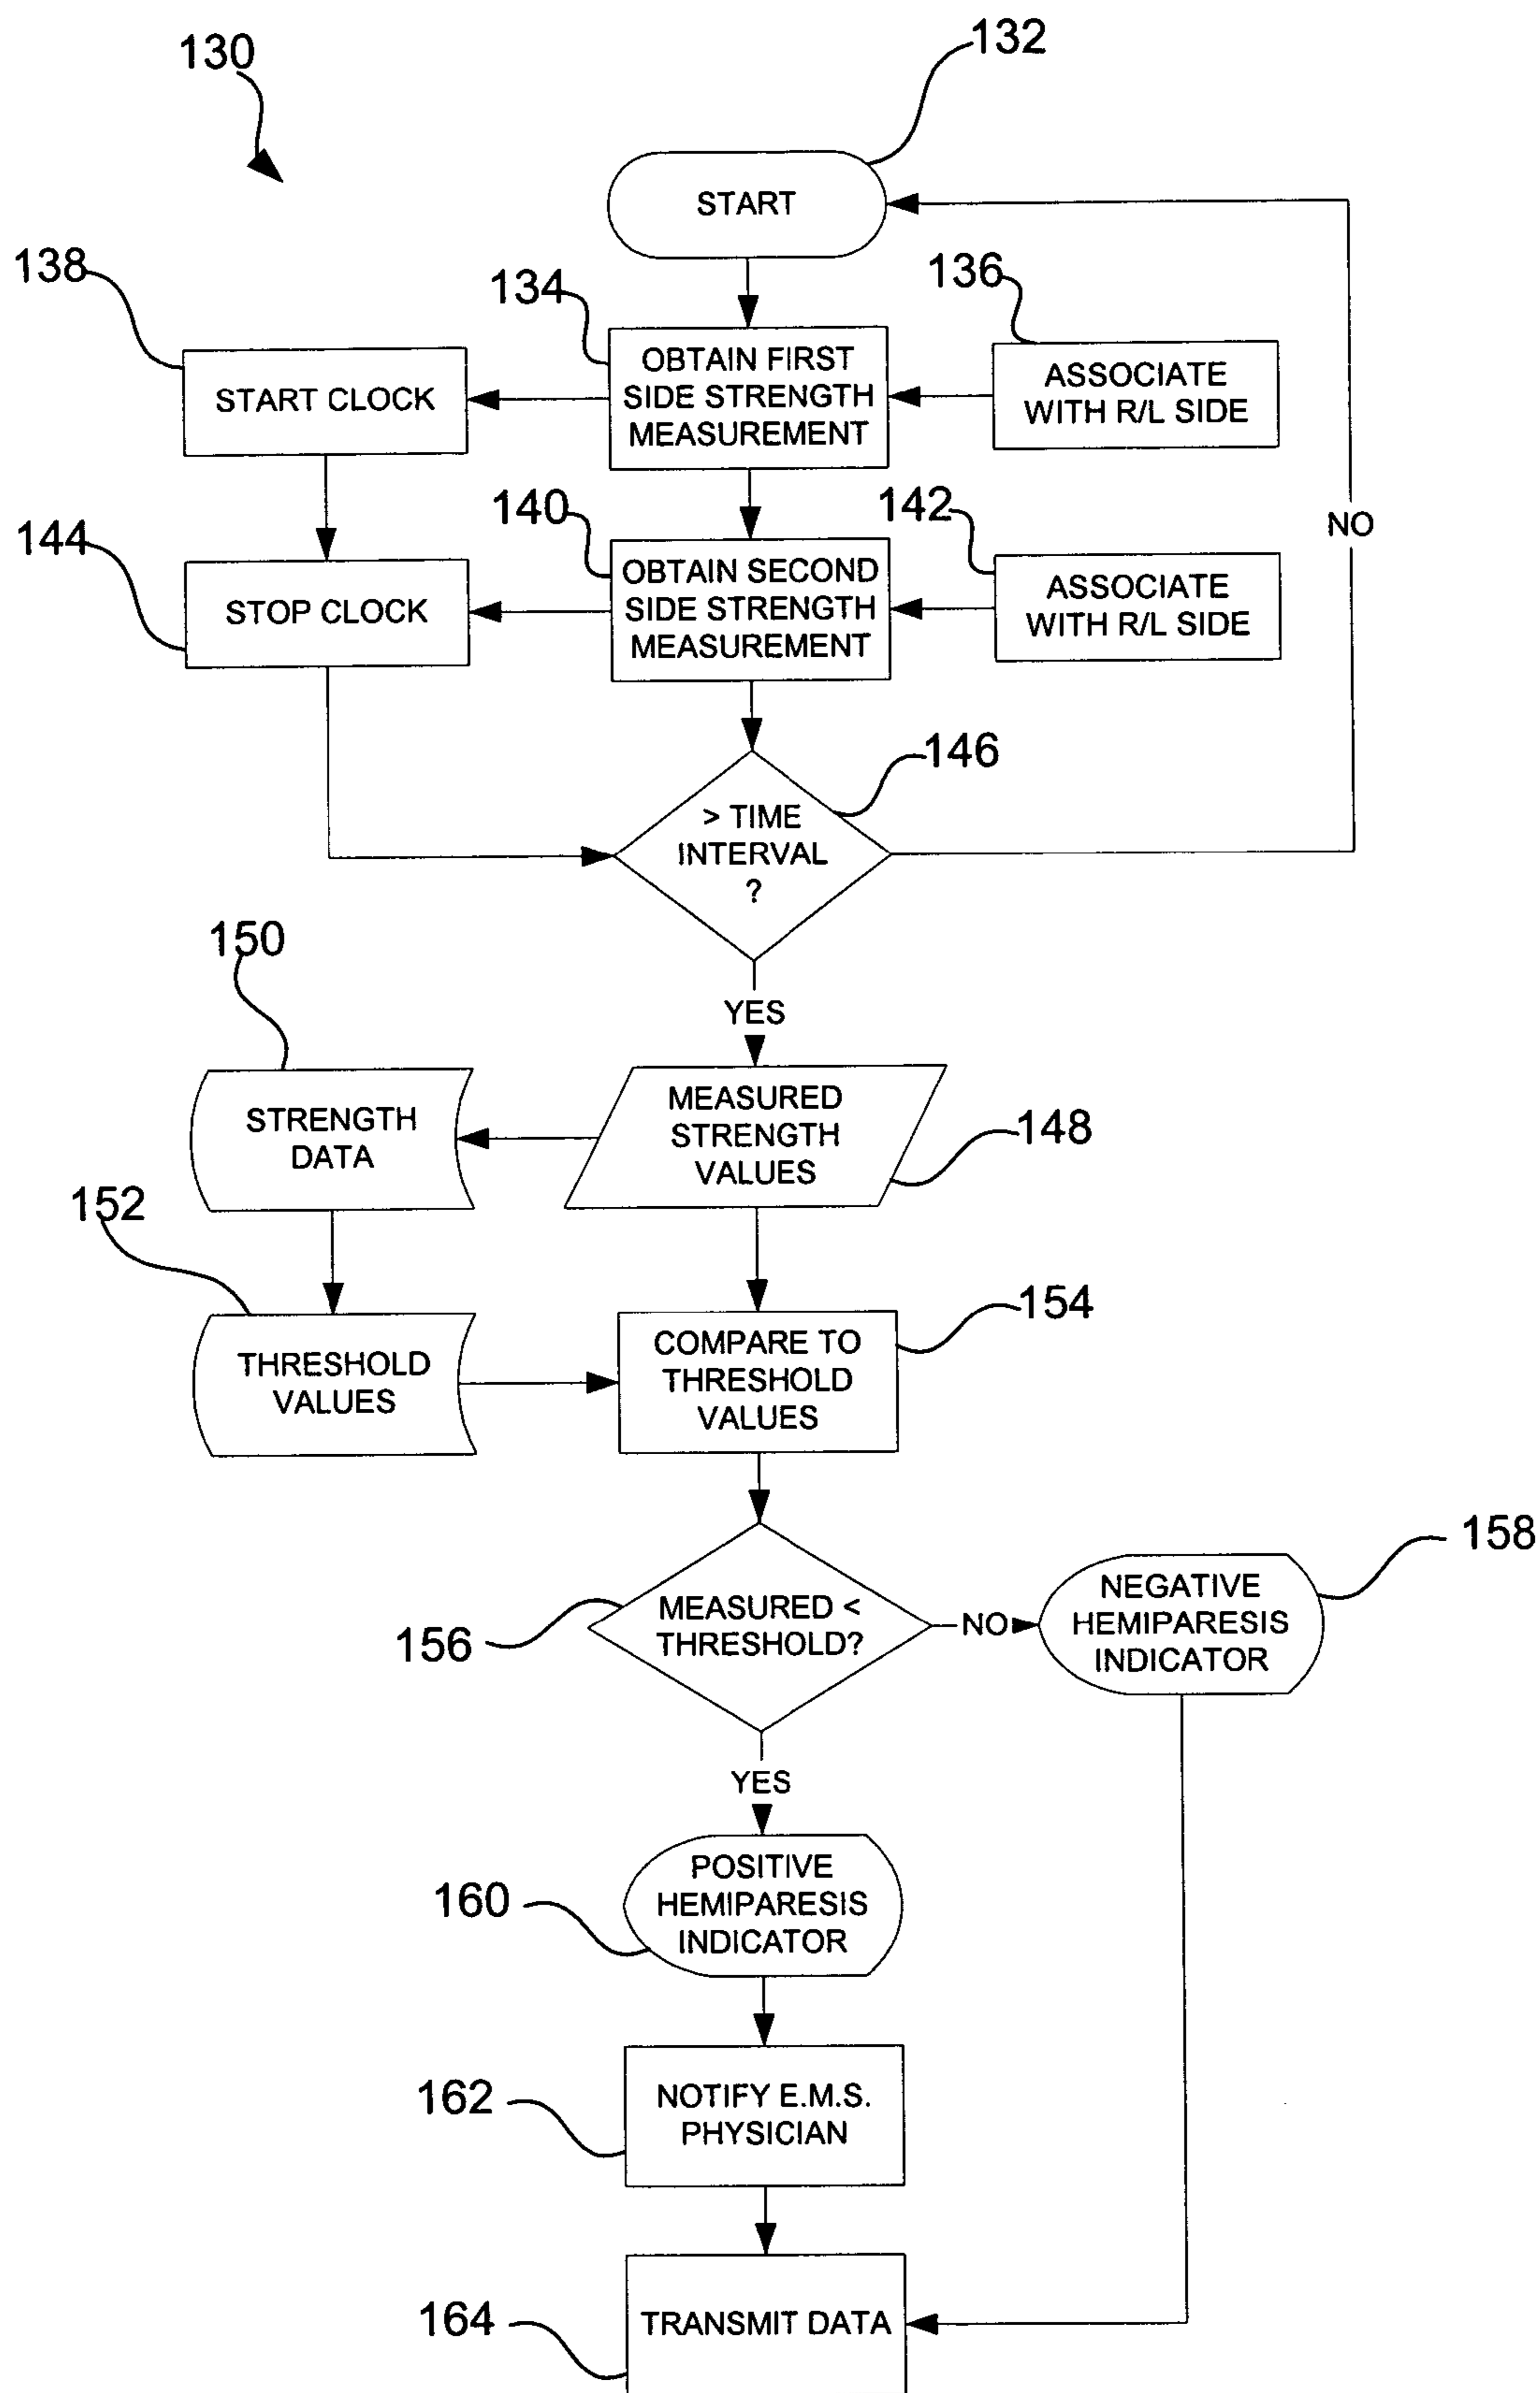 130
132
START
138
134
136
START CLOCK
OBTAIN FIRST
SIDE STRENGTH
MEASUREMENT
ASSOCIATE
WITH R/L SIDE
144
140
142
NO
STOP CLOCK
OBTAIN SECOND
SIDE STRENGTH
MEASUREMENT
ASSOCIATE
WITH R/L SIDE
146
> TIME
INTERVAL
?
150
YES
STRENGTH
DATA
MEASURED
STRENGTH
VALUES
148
152
154
THRESHOLD
VALUES
COMPARE TO
THRESHOLD
VALUES
158
156
MEASURED <
THRESHOLD?
NO
NEGATIVE
HEMIPARESIS
INDICATOR
YES
160
POSITIVE
HEMIPARESIS
INDICATOR
162
NOTIFY E.M.S.
PHYSICIAN
164
TRANSMIT DATA